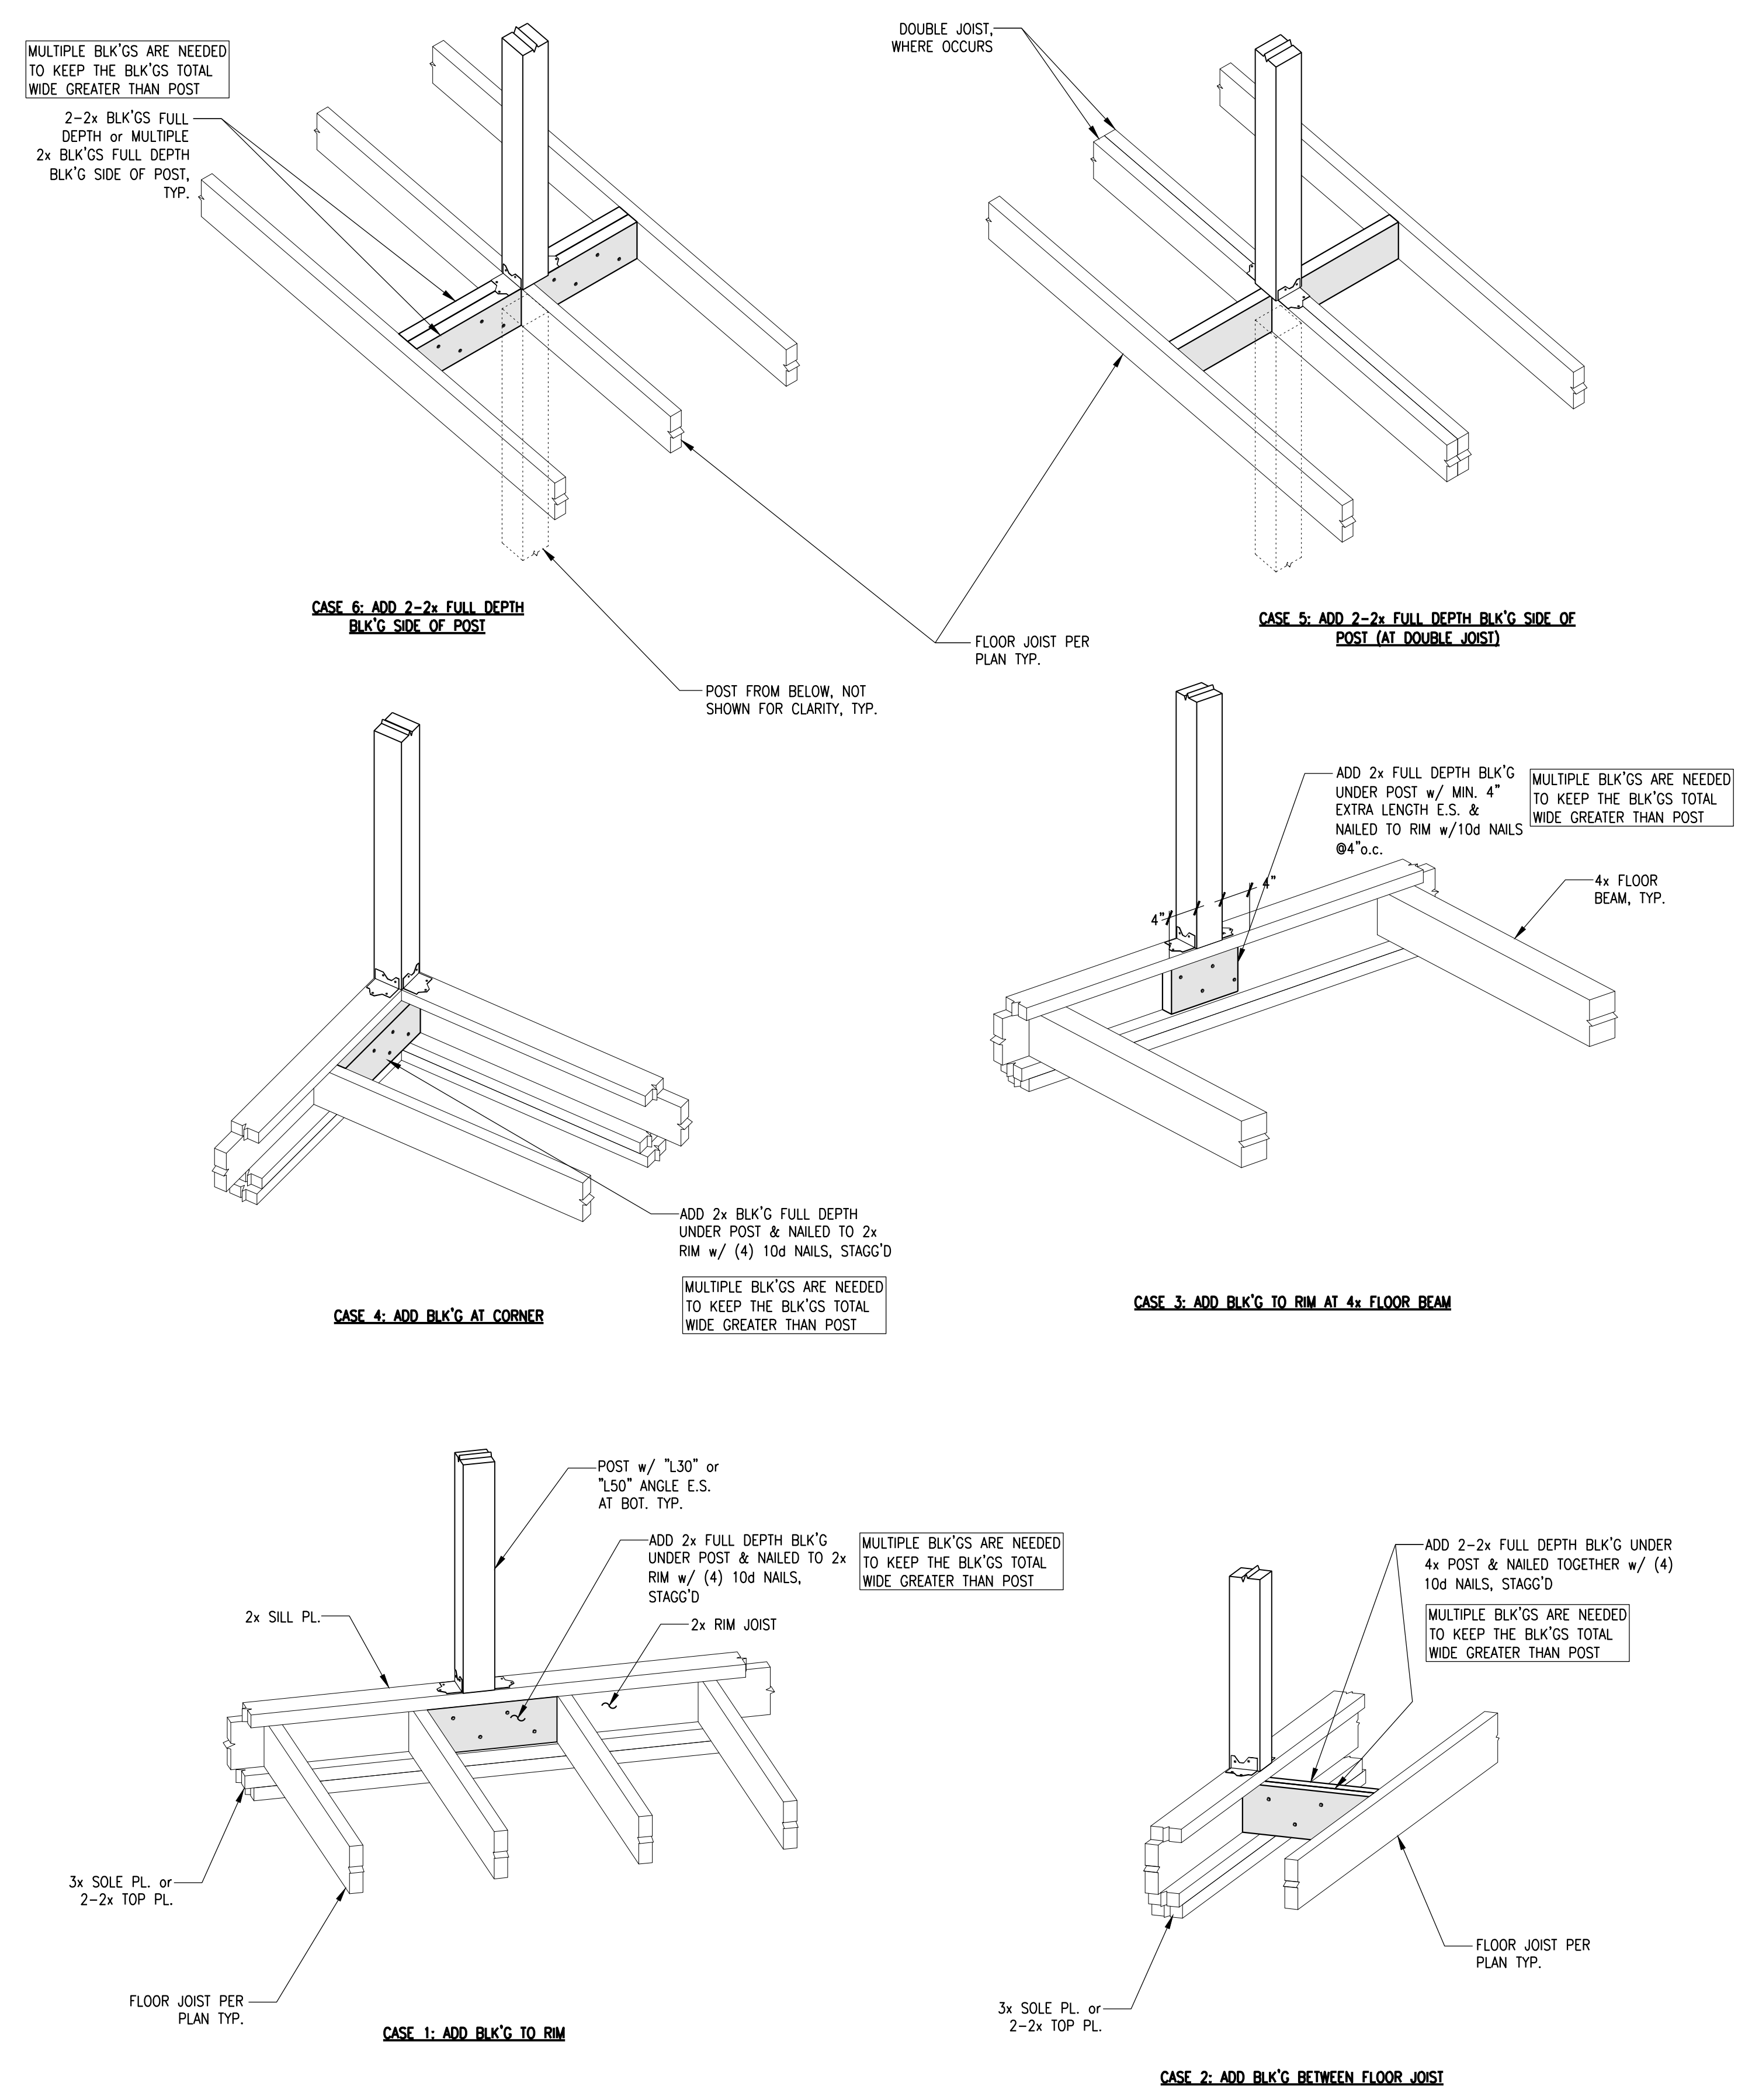 MULTIPLE BLK'GS ARE NEEDED
TO KEEP THE BLK'GS TOTAL
WIDE GREATER THAN POST
2-2x BLK'GS FULL
DEPTH or MULTIPLE
2x BLK'GS FULL DEPTH
BLK'G SIDE OF POST,
TYP.
CASE 6: ADD 2-2x FULL DEPTH
BLK'G SIDE OF POST
DOUBLE JOIST,
WHERE OCCURS
CASE 5: ADD 2-2x FULL DEPTH BLK'G SIDE OF
POST (AT DOUBLE JOIST)
FLOOR JOIST PER
PLAN TYP.
POST FROM BELOW, NOT
SHOWN FOR CLARITY, TYP.
ADD 2x FULL DEPTH BLK'G
UNDER POST w/ MIN. 4"
EXTRA LENGTH E.S. &
NAILED TO RIM w/10d NAILS
@4"o.c.
MULTIPLE BLK'GS ARE NEEDED
TO KEEP THE BLK'GS TOTAL
WIDE GREATER THAN POST
4x FLOOR
BEAM, TYP.
4"
4"
CASE 3: ADD BLK'G TO RIM AT 4x FLOOR BEAM
ADD 2x BLK'G FULL DEPTH
UNDER POST & NAILED TO 2x
RIM w/ (4) 10d NAILS, STAGG'D
MULTIPLE BLK'GS ARE NEEDED
TO KEEP THE BLK'GS TOTAL
WIDE GREATER THAN POST
CASE 4: ADD BLK'G AT CORNER
POST w/ "L30" or
"L50" ANGLE E.S.
AT BOT. TYP.
ADD 2x FULL DEPTH BLK'G
UNDER POST & NAILED TO 2x
RIM w/ (4) 10d NAILS,
STAGG'D
MULTIPLE BLK'GS ARE NEEDED
TO KEEP THE BLK'GS TOTAL
WIDE GREATER THAN POST
2x SILL PL.
2x RIM JOIST
3x SOLE PL. or
2-2x TOP PL.
FLOOR JOIST PER
PLAN TYP.
CASE 1: ADD BLK'G TO RIM
ADD 2-2x FULL DEPTH BLK'G UNDER
4x POST & NAILED TOGETHER w/ (4)
10d NAILS, STAGG'D
MULTIPLE BLK'GS ARE NEEDED
TO KEEP THE BLK'GS TOTAL
WIDE GREATER THAN POST
FLOOR JOIST PER
PLAN TYP.
3x SOLE PL. or
2-2x TOP PL.
CASE 2: ADD BLK'G BETWEEN FLOOR JOIST